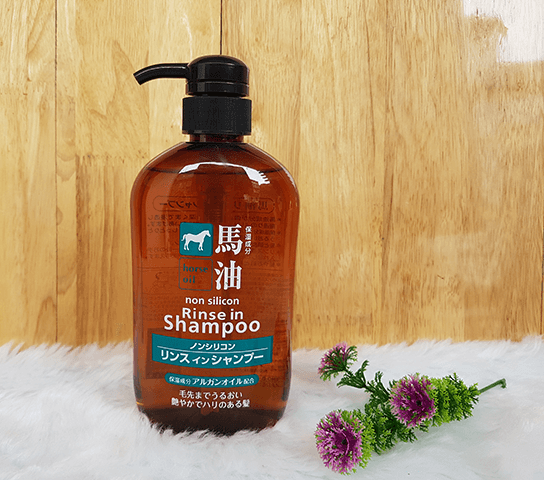 馬油
保湿成分
horse
oil
non silicon
Rinse in
Shampoo
ノンシリコン
リンスインシャンプー
保湿成分 アルガンオイル配合
毛先までうるおい
艶やかでハリのある髪